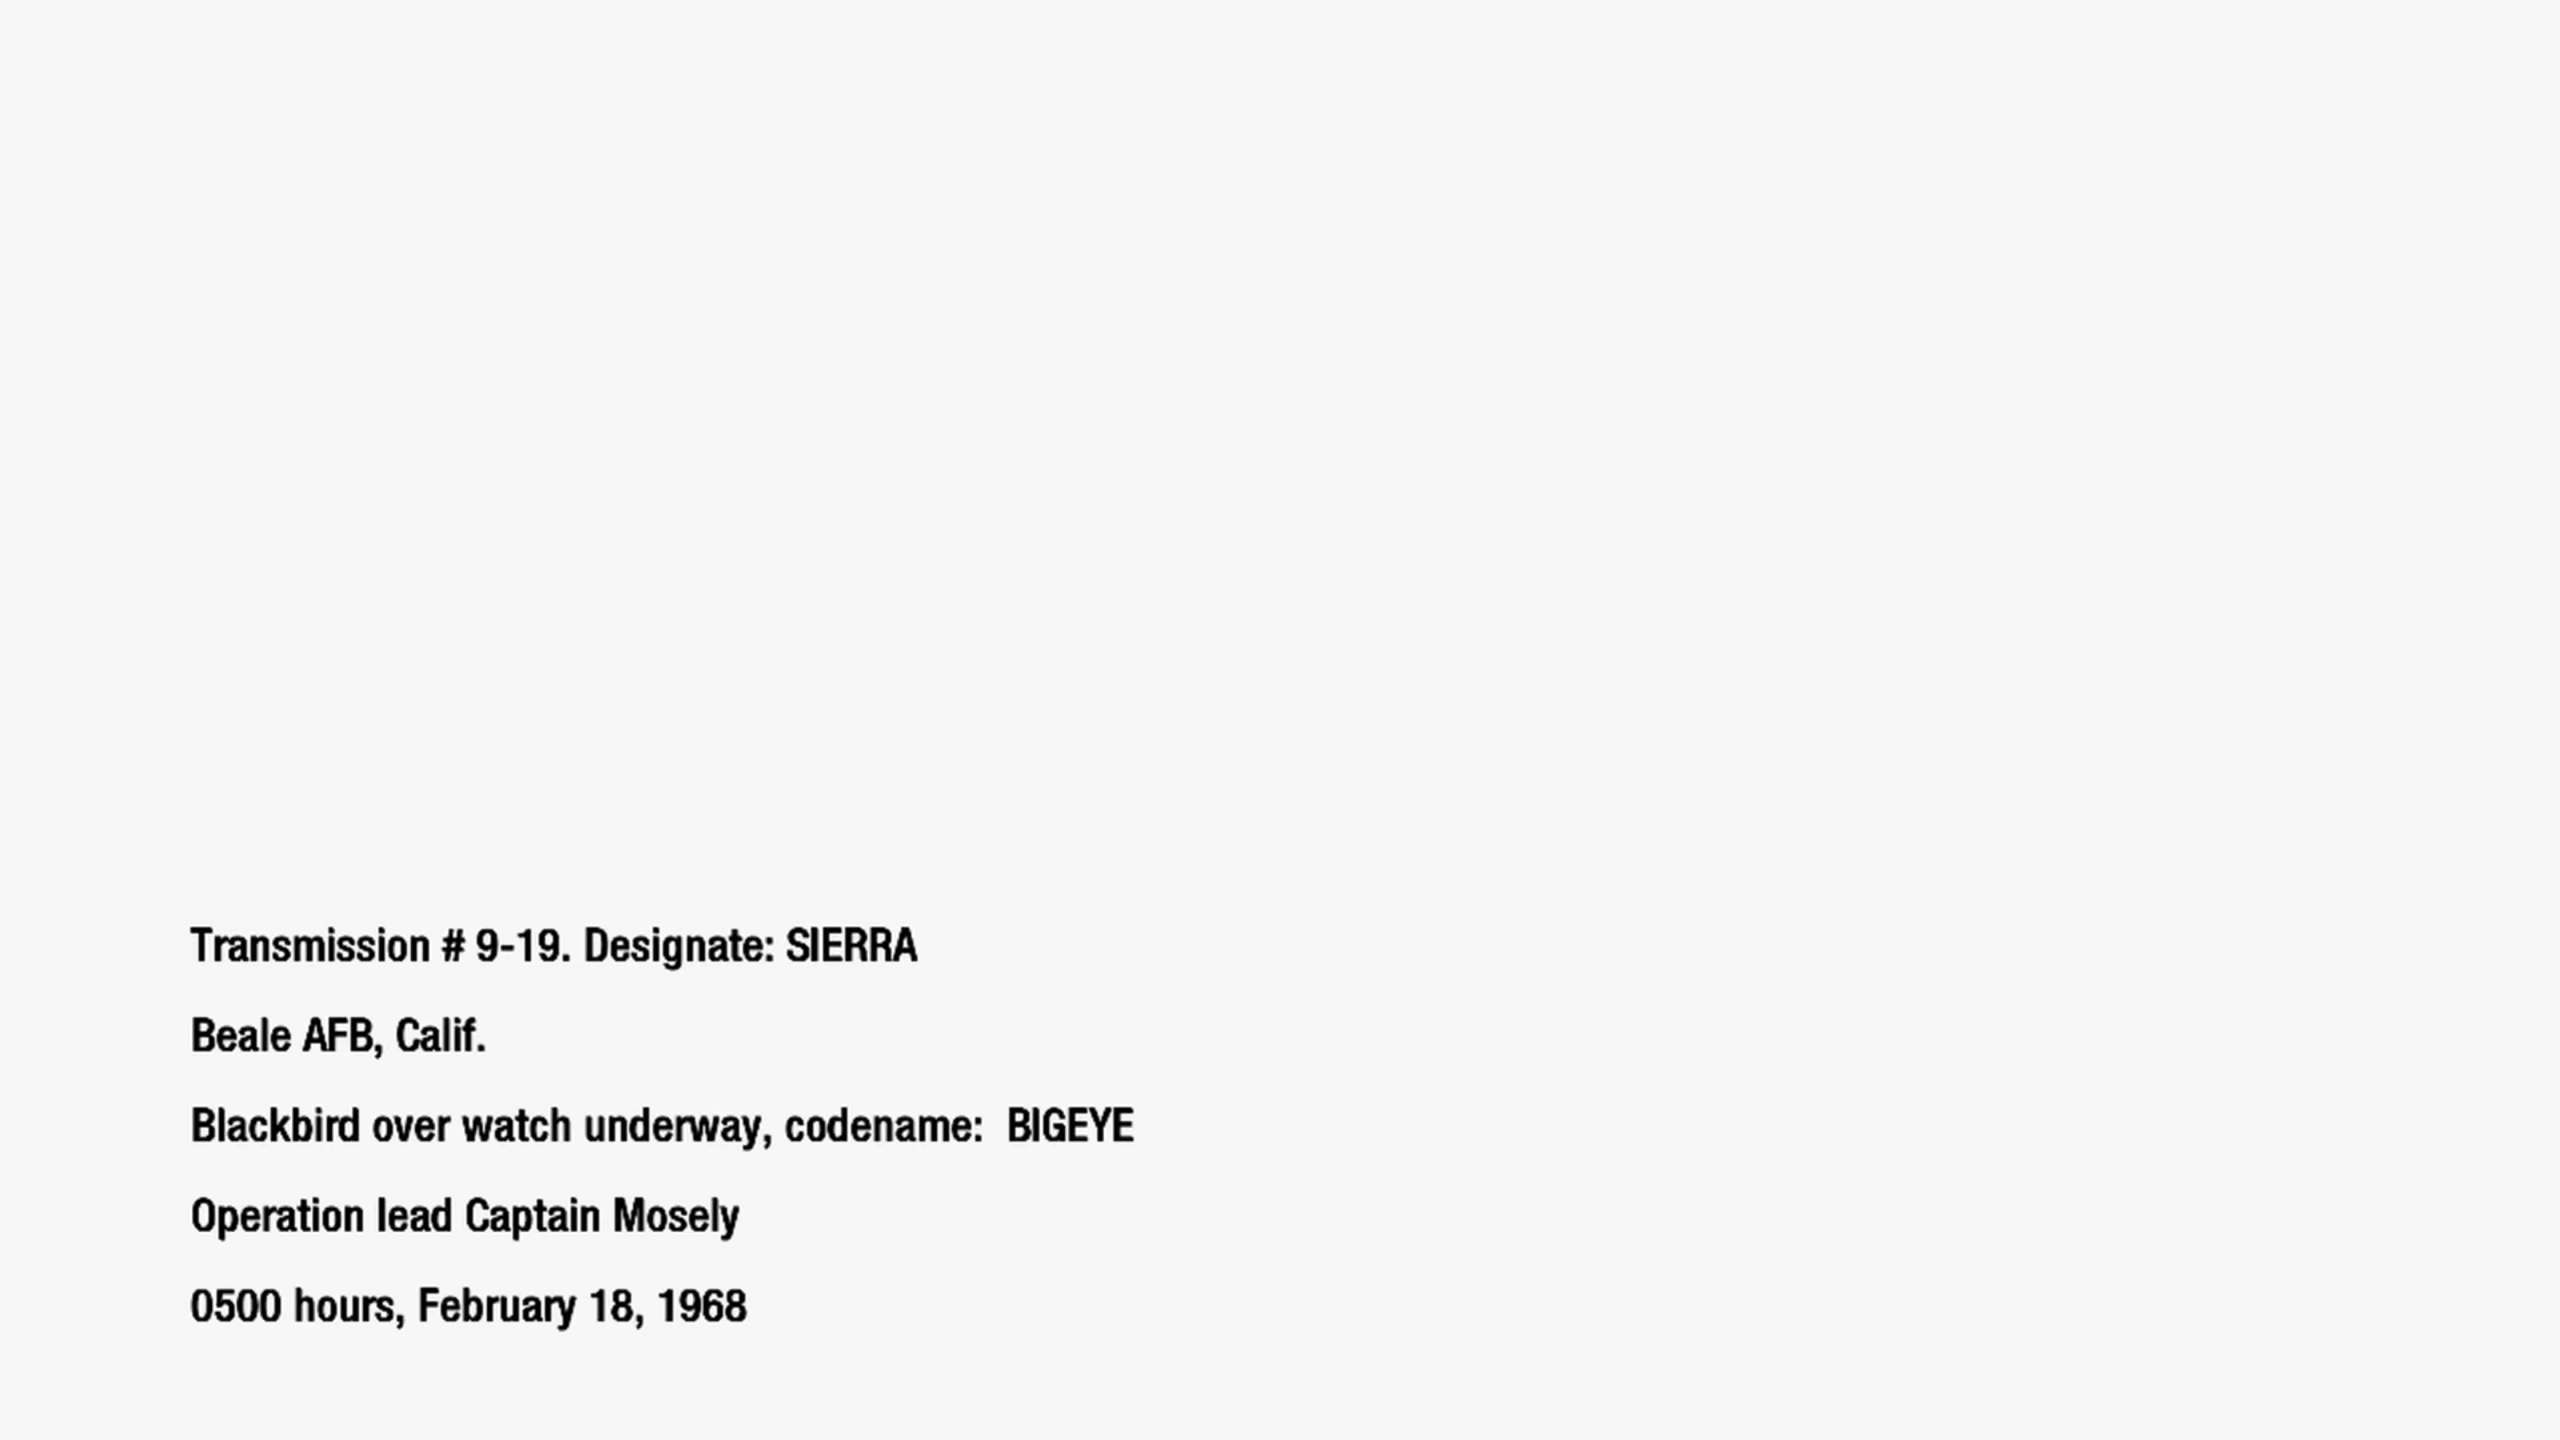 Transmission # 9-19. Designate: SIERRA
Beale AFB, Calif.
Blackbird over watch underway, codename:  BIGEYE
Operation lead Captain Mosely
0500 hours, February 18, 1968